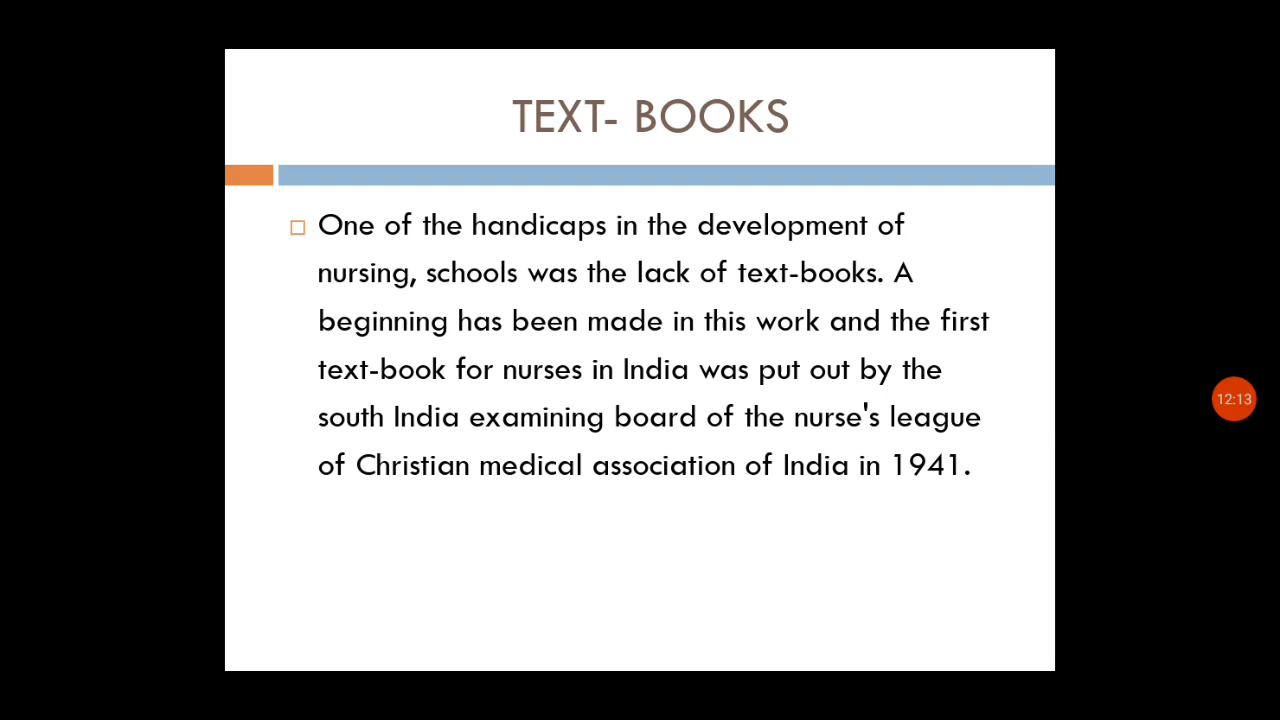 TEXT- BOOKS
One of the handicaps in the development of
nursing, schools was the lack of text-books. A
beginning has been made in this work and the first
text-book for nurses in India was put out by the
south India examining board of the nurse's league
of Christian medical association of India in 1941.
12:13